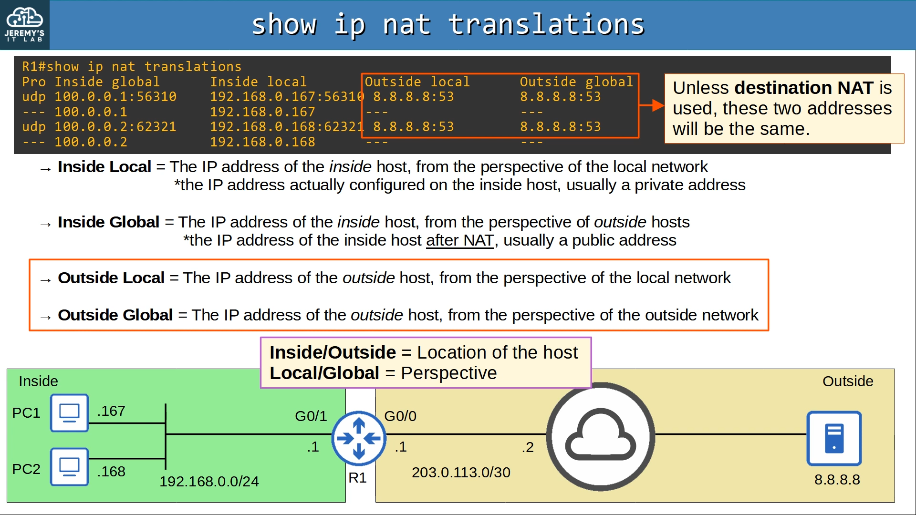 JEREMY'S
IT LAB
show ip nat translations
R1#show ip nat translations
Pro Inside global Inside local Outside local Outside global
udp 100.0.0.1:56310 192.168.0.167:56310 8.8.8.8:53 8.8.8.8:53
--- 100.0.0.1 192.168.0.167 --- ---
udp 100.0.0.2:62321 192.168.0.168:62321 8.8.8.8:53 8.8.8.8:53
--- 100.0.0.2 192.168.0.168 --- ---
Unless destination NAT is
used, these two addresses
will be the same.
→ Inside Local = The IP address of the inside host, from the perspective of the local network
*the IP address actually configured on the inside host, usually a private address
→ Inside Global = The IP address of the inside host, from the perspective of outside hosts
*the IP address of the inside host after NAT, usually a public address
→ Outside Local = The IP address of the outside host, from the perspective of the local network
→ Outside Global = The IP address of the outside host, from the perspective of the outside network
Inside/Outside = Location of the host
Local/Global = Perspective
Inside
Outside
PC1
.167
G0/1
G0/0
.1
.1
.2
PC2
.168
192.168.0.0/24
R1
203.0.113.0/30
8.8.8.8